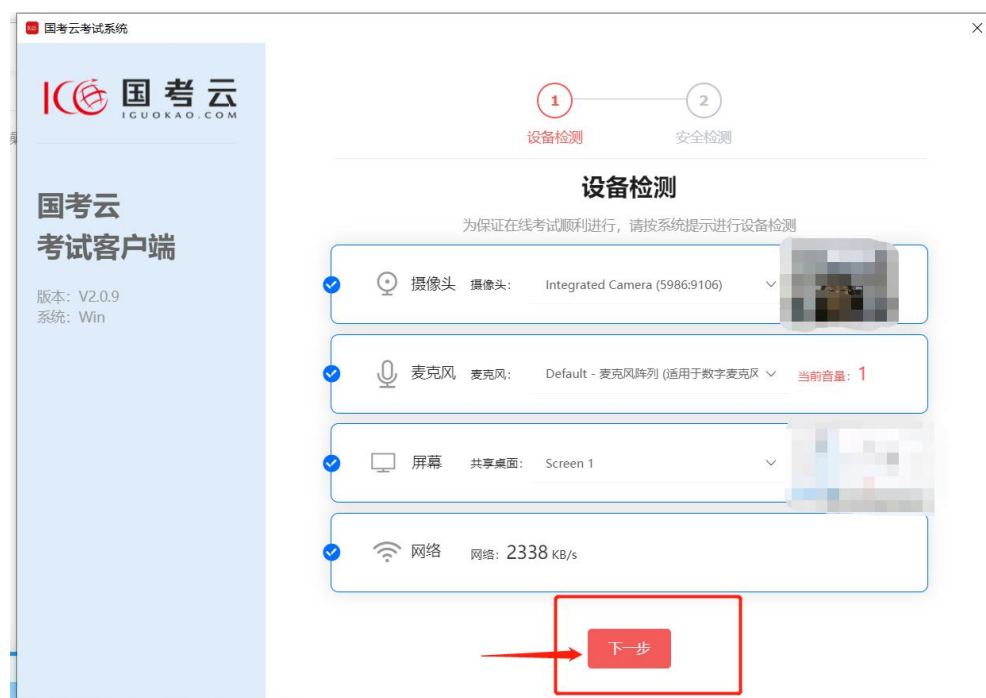 国考云考试系统
国考云
IGUOKAO.COM
国考云
考试客户端
版本：V2.0.9
系统：Win
1
2
设备检测
安全检测
设备检测
为保证在线考试顺利进行，请按系统提示进行设备检测
摄像头 摄像头： Integrated Camera (5986:9106)
麦克风 麦克风： Default - 麦克风阵列 (适用于数字麦克风 当前音量：1
屏幕 共享桌面： Screen 1
网络 网络：2338 KB/s
下一步